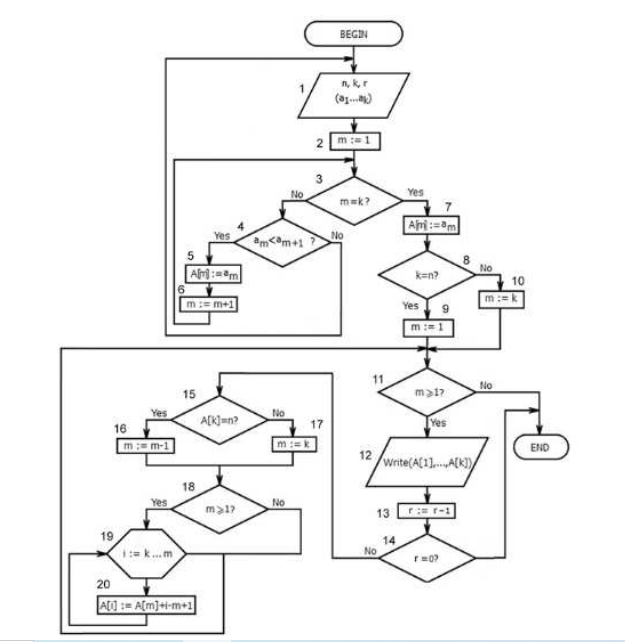 BEGIN
1
n, k, r
(a1...ak)
2
m := 1
3
m=k?
No
Yes
4
am<am+1 ?
Yes
No
5
A[m]:=am
6
m := m+1
7
A[m]:=am
8
k=n?
No
Yes
9
m := 1
10
m := k
11
m ⩾1?
No
Yes
END
12
Write(A[1],...,A[k])
13
r := r-1
14
r=0?
No
15
A[k]=n?
Yes
No
16
m := m-1
17
m := k
18
m ⩾1?
Yes
No
19
i := k ... m
20
A[i] := A[m]+i-m+1